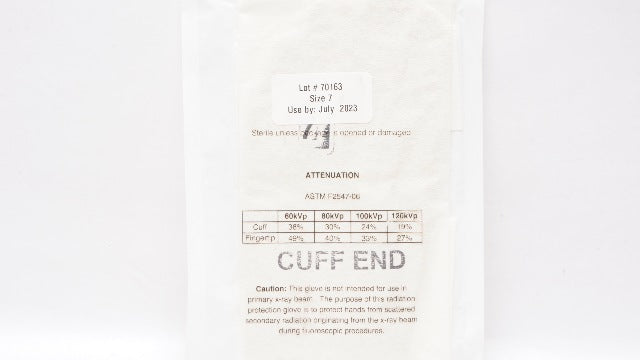 Lot # 70163
Size 7
Use by: July 2023
Sterile unless is opened or damaged
ATTENUATION
ASTM F2547-06
60kVp 80kVp 100kVp 120kVp
Cuff 38% 30% 24% 19%
Fingertip 49% 40% 33% 27%
CUFF END
Caution: This glove is not intended for use in
primary x-ray beam. The purpose of this radiation
protection glove is to protect hands from scattered
secondary radiation originating from the x-ray beam
during fluoroscopic procedures.